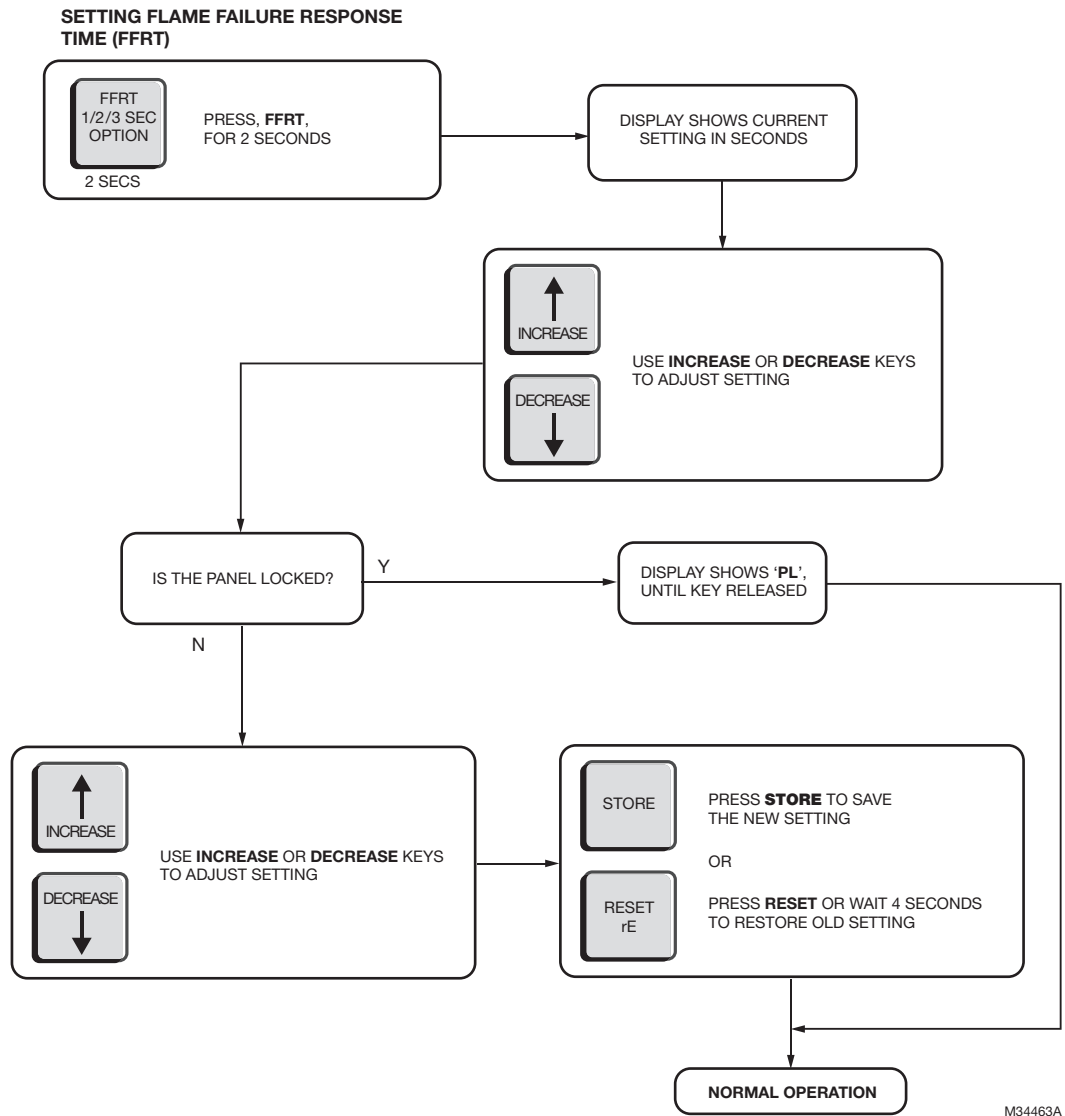 SETTING FLAME FAILURE RESPONSE
TIME (FFRT)
FFRT
1/2/3 SEC
OPTION
2 SECS
PRESS, FFRT,
FOR 2 SECONDS
DISPLAY SHOWS CURRENT
SETTING IN SECONDS
INCREASE
DECREASE
USE INCREASE OR DECREASE KEYS
TO ADJUST SETTING
IS THE PANEL LOCKED?
Y
N
DISPLAY SHOWS ‘PL’,
UNTIL KEY RELEASED
INCREASE
DECREASE
USE INCREASE OR DECREASE KEYS
TO ADJUST SETTING
STORE
PRESS STORE TO SAVE
THE NEW SETTING
OR
RESET
rE
PRESS RESET OR WAIT 4 SECONDS
TO RESTORE OLD SETTING
NORMAL OPERATION
M34463A